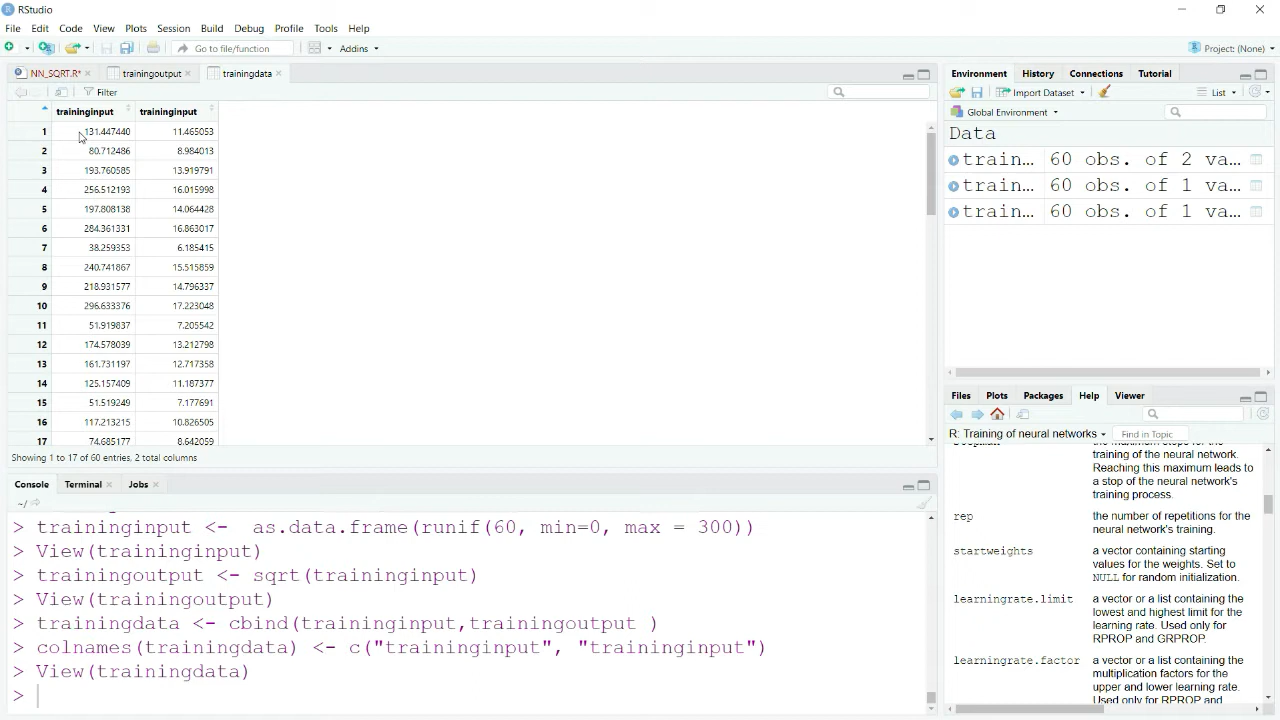 RStudio
File Edit Code View Plots Session Build Debug Profile Tools Help
Go to file/function Addins Project: (None)
NN_SQRT.R* trainingoutput trainingdata
Filter
traininginput traininginput
1 131.447440 11.465053
2 80.712486 8.984013
3 193.760585 13.919791
4 256.512193 16.015998
5 197.808138 14.064428
6 284.361331 16.863017
7 38.259353 6.185415
8 240.741867 15.515859
9 218.931577 14.796337
10 296.633376 17.223048
11 51.919837 7.205542
12 174.578039 13.212798
13 161.731197 12.717358
14 125.157409 11.187377
15 51.519249 7.177691
16 117.213215 10.826505
17 74.685177 8.642059
Showing 1 to 17 of 60 entries, 2 total columns
Console Terminal Jobs
~/
> traininginput <-  as.data.frame(runif(60, min=0, max = 300))
> View(traininginput)
> trainingoutput <- sqrt(traininginput)
> View(trainingoutput)
> trainingdata <- cbind(traininginput,trainingoutput )
> colnames(trainingdata) <- c("traininginput", "traininginput")
> View(trainingdata)
>
Environment History Connections Tutorial
Import Dataset List
Global Environment
Data
train… 60 obs. of 2 va…
train… 60 obs. of 1 va…
train… 60 obs. of 1 va…
Files Plots Packages Help Viewer
R: Training of neural networks Find in Topic
training of the neural network.
Reaching this maximum leads to
a stop of the neural network's
training process.
rep the number of repetitions for the
neural network's training.
startweights a vector containing starting
values for the weights. Set to
NULL for random initialization.
learningrate.limit a vector or a list containing the
lowest and highest limit for the
learning rate. Used only for
RPROP and GRPROP.
learningrate.factor a vector or a list containing the
multiplication factors for the
upper and lower learning rate.
Used only for RPROP and